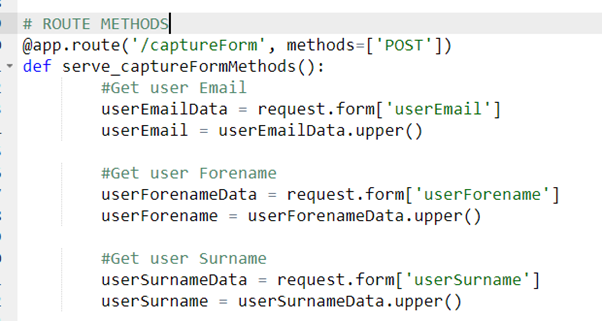 # ROUTE METHODS
@app.route('/captureForm', methods=['POST'])
def serve_captureFormMethods():
#Get user Email
userEmailData = request.form['userEmail']
userEmail = userEmailData.upper()
#Get user Forename
userForenameData = request.form['userForename']
userForename = userForenameData.upper()
#Get user Surname
userSurnameData = request.form['userSurname']
userSurname = userSurnameData.upper()